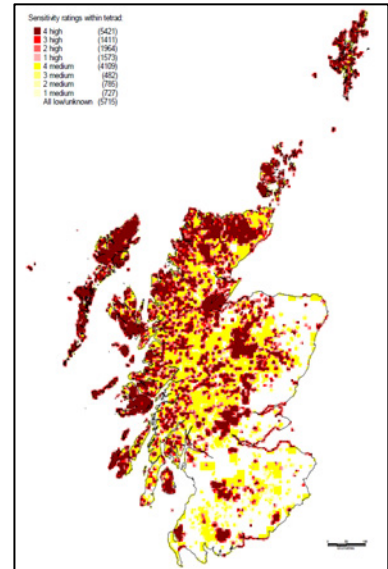 Sensitivity ratings within tetrad:
4 high (5421)
3 high (1411)
2 high (1964)
1 high (1573)
4 medium (4109)
3 medium (482)
2 medium (785)
1 medium (727)
All low/unknown (5715)